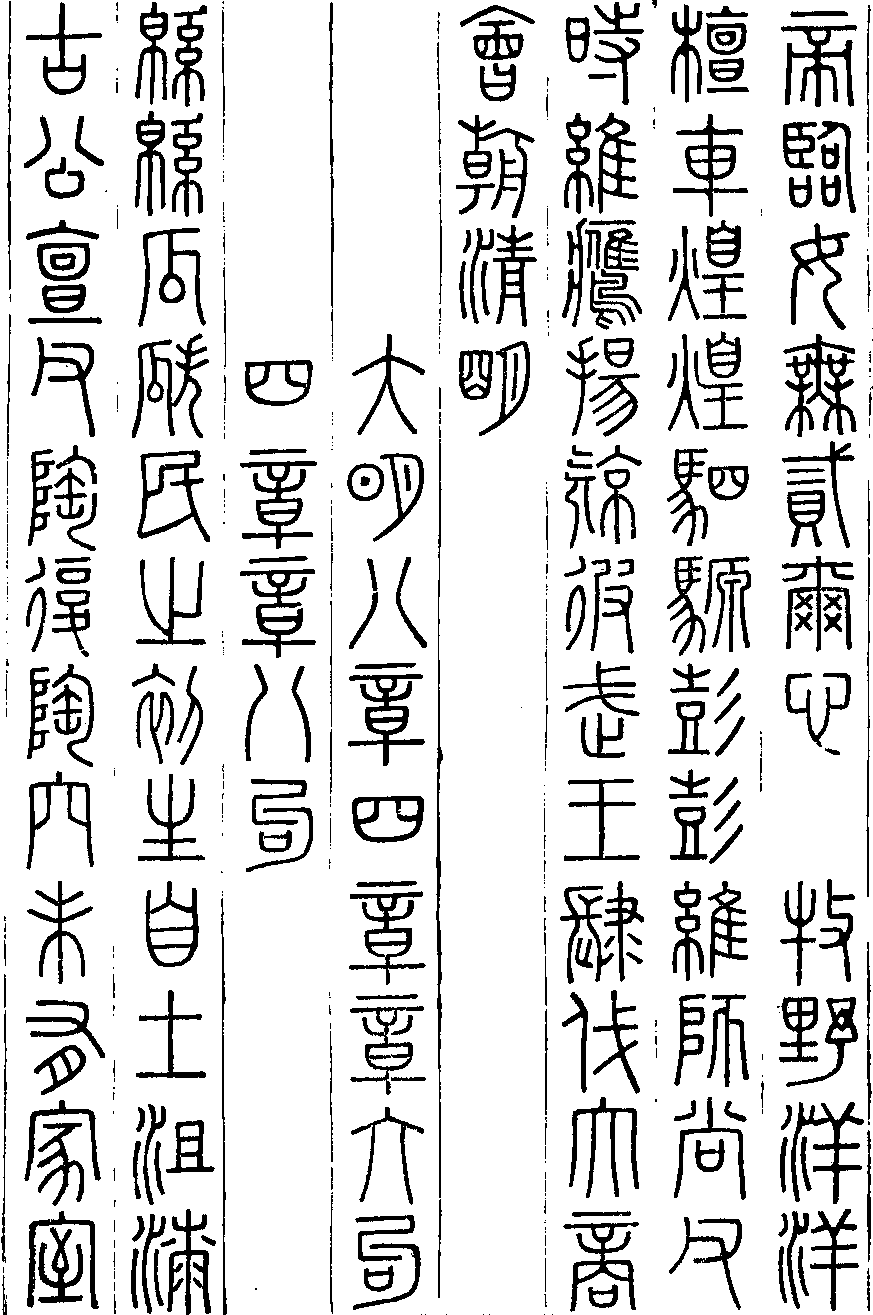 帝臨女無貳爾心　牧野洋洋
檀車煌煌駟騵彭彭維師尚父
時維鷹揚涼彼武王肆伐大商
會朝清明
大明八章四章章六句
四章章八句
緜緜瓜瓞民之初生自土沮漆
古公亶父陶復陶穴未有家室